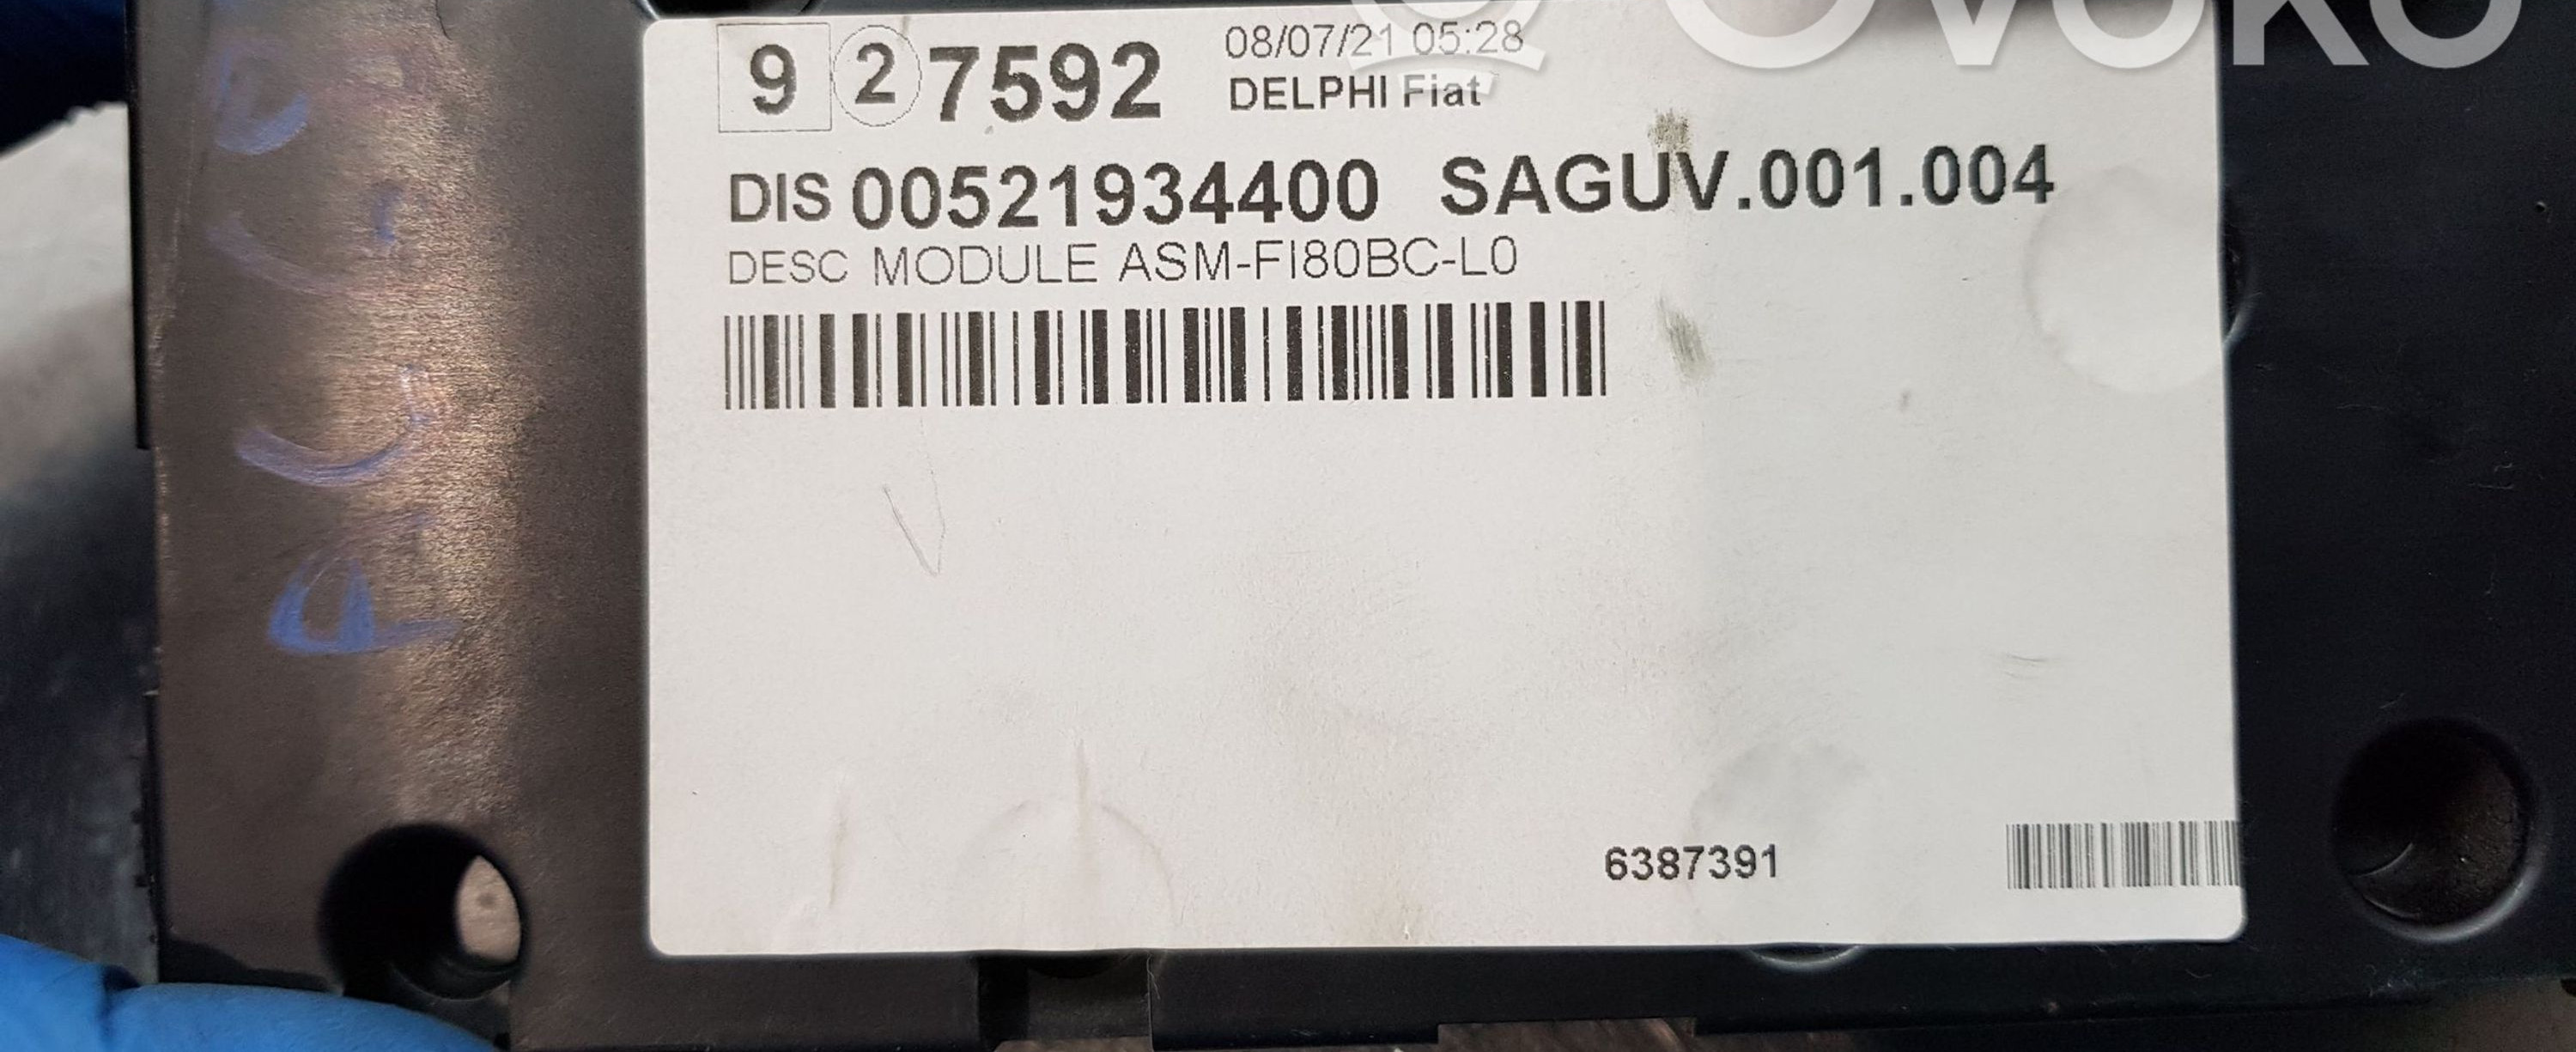 OVOKO
9 2 7592
08/07/21 05:28
DELPHI Fiat
DIS 00521934400 SAGUV.001.004
DESC MODULE ASM-FI80BC-L0
6387391